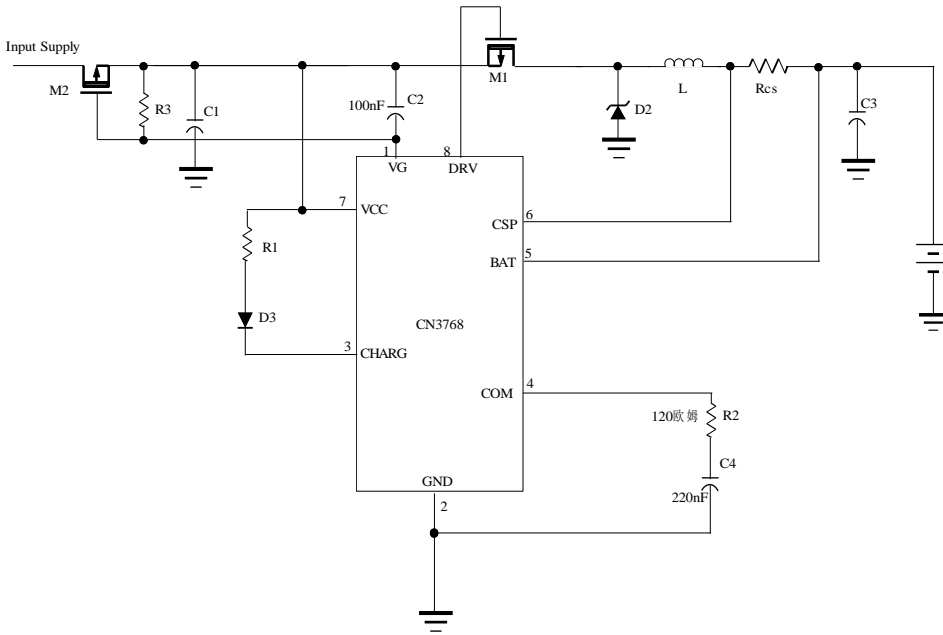 Input Supply
M2
R3
C1
100nF
C2
M1
D2
L
Rcs
C3
1
8
VG
DRV
7
VCC
CSP
6
BAT
5
R1
D3
CN3768
3
CHARG
COM
4
120欧姆
R2
C4
220nF
GND
2